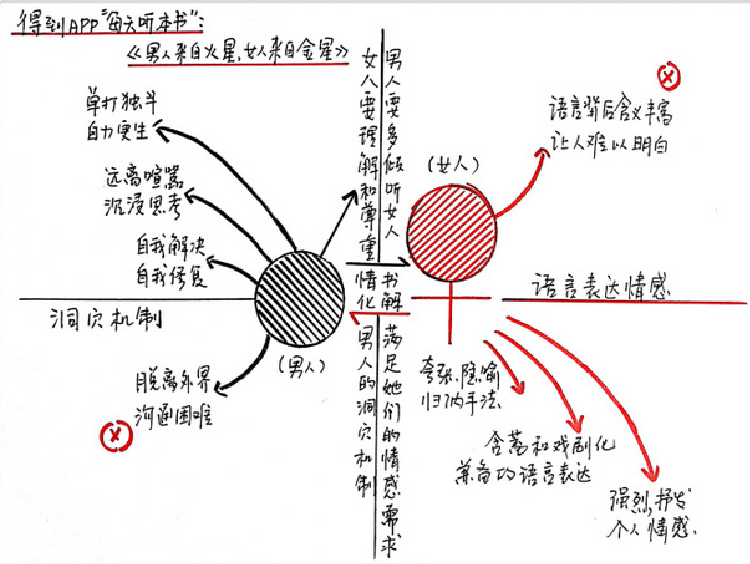 得到APP"每天听本书":
《男人来自火星,女人来自金星》
单打独斗
自力更生
远离喧嚣
沉浸思考
自我解决
自我修复
洞穴机制
脱离外界
沟通困难
(男人)
男人要多倾听女人
女人要理解和尊重
情书
化解
男人的洞穴机制
满足她们的情感需求
(女人)
语言背后含义丰富
让人难以明白
语言表达情感
夸张、隐喻
归纳手法
含蓄和戏剧化
兼备的语言表达
强烈,抒发
个人情感.